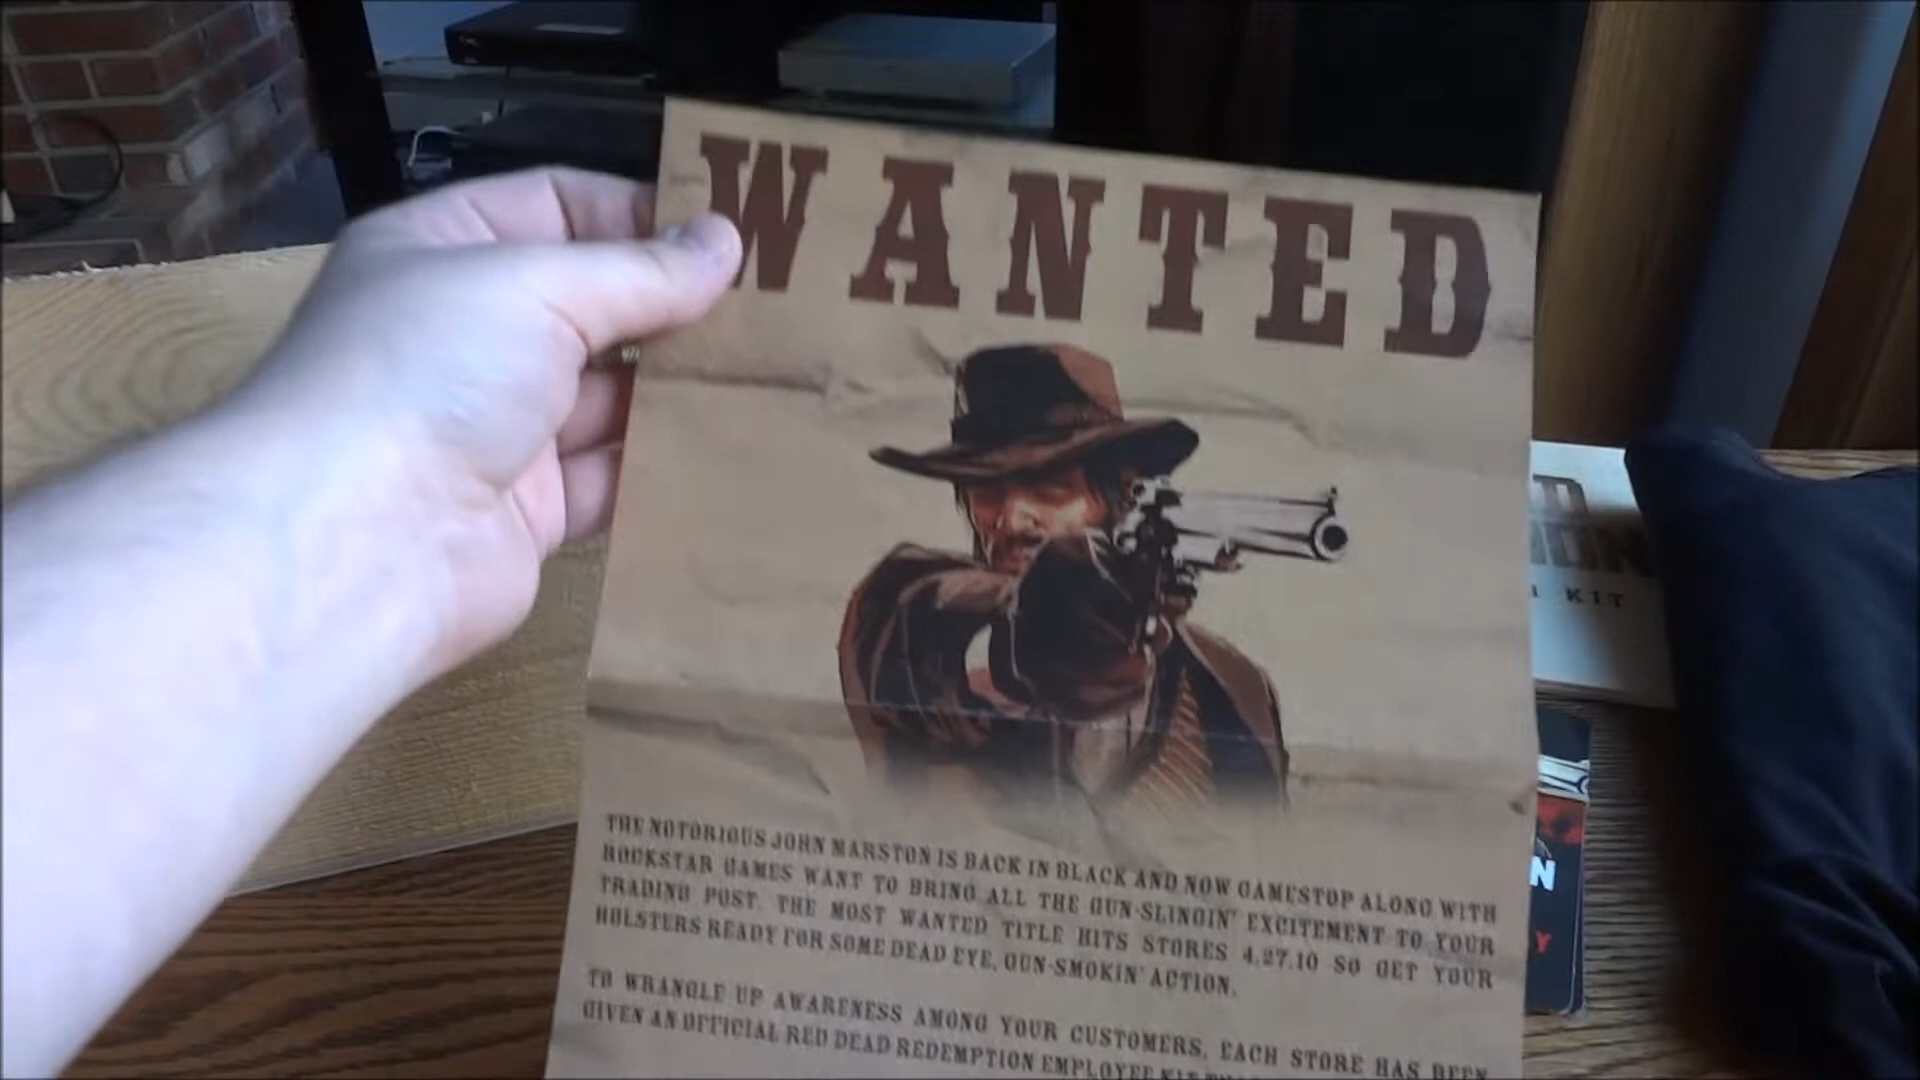 WANTED
THE NOTORIOUS JOHN MARSTON IS BACK IN BLACK AND NOW GAMESTOP ALONG WITH
ROCKSTAR GAMES WANT TO BRING ALL THE GUN-SLINGIN' EXCITEMENT TO YOUR
TRADING POST. THE MOST WANTED TITLE HITS STORES 4.27.10 SO GET YOUR
HOLSTERS READY FOR SOME DEAD EYE, GUN-SMOKIN' ACTION.
TO WRANGLE UP AWARENESS AMONG YOUR CUSTOMERS, EACH STORE HAS BEEN
GIVEN AN OFFICIAL RED DEAD REDEMPTION EMPLOYEE KIT
KIT
N
Y